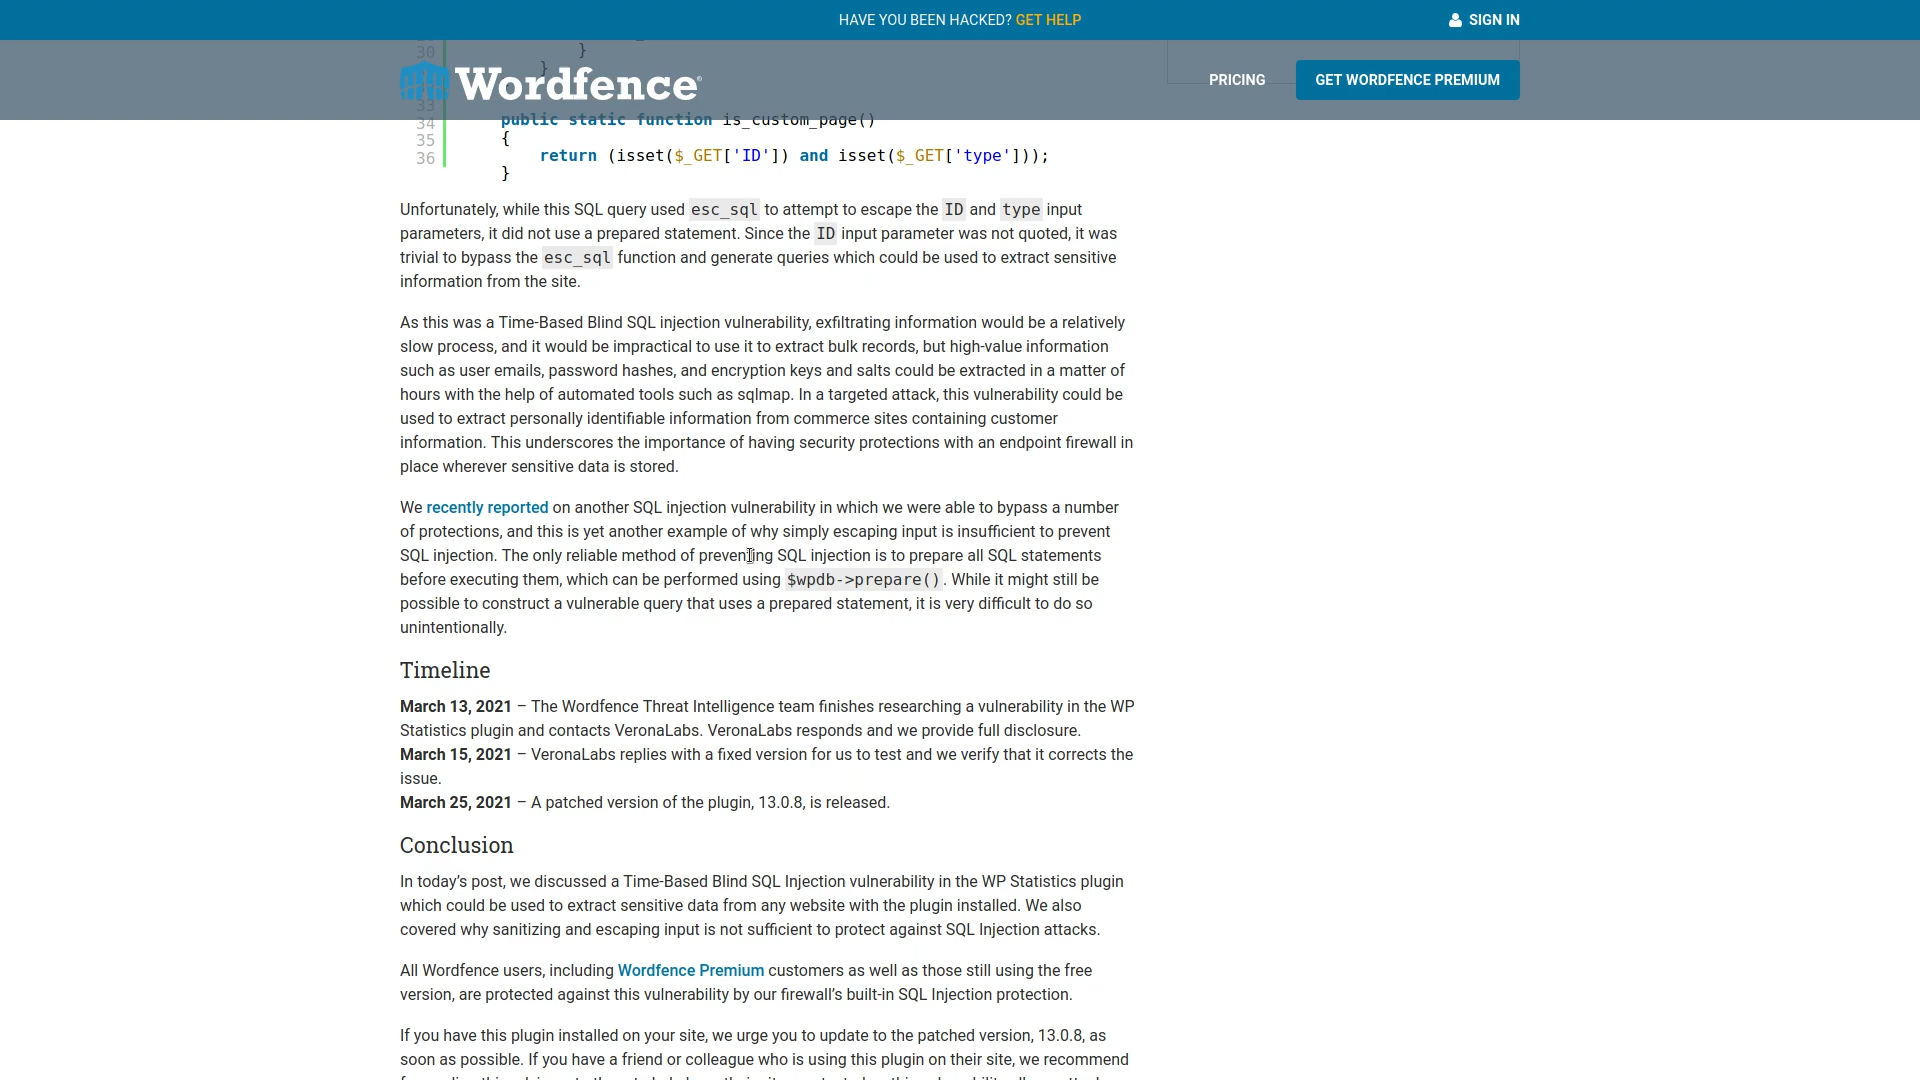 HAVE YOU BEEN HACKED? GET HELP
SIGN IN
30 }
}
Wordfence
PRICING
GET WORDFENCE PREMIUM
33
34 public static function is_custom_page()
35 {
36 return (isset($_GET['ID']) and isset($_GET['type']));
}
Unfortunately, while this SQL query used esc_sql to attempt to escape the ID and type input
parameters, it did not use a prepared statement. Since the ID input parameter was not quoted, it was
trivial to bypass the esc_sql function and generate queries which could be used to extract sensitive
information from the site.
As this was a Time-Based Blind SQL injection vulnerability, exfiltrating information would be a relatively
slow process, and it would be impractical to use it to extract bulk records, but high-value information
such as user emails, password hashes, and encryption keys and salts could be extracted in a matter of
hours with the help of automated tools such as sqlmap. In a targeted attack, this vulnerability could be
used to extract personally identifiable information from commerce sites containing customer
information. This underscores the importance of having security protections with an endpoint firewall in
place wherever sensitive data is stored.
We recently reported on another SQL injection vulnerability in which we were able to bypass a number
of protections, and this is yet another example of why simply escaping input is insufficient to prevent
SQL injection. The only reliable method of preventing SQL injection is to prepare all SQL statements
before executing them, which can be performed using $wpdb->prepare(). While it might still be
possible to construct a vulnerable query that uses a prepared statement, it is very difficult to do so
unintentionally.
Timeline
March 13, 2021 – The Wordfence Threat Intelligence team finishes researching a vulnerability in the WP
Statistics plugin and contacts VeronaLabs. VeronaLabs responds and we provide full disclosure.
March 15, 2021 – VeronaLabs replies with a fixed version for us to test and we verify that it corrects the
issue.
March 25, 2021 – A patched version of the plugin, 13.0.8, is released.
Conclusion
In today’s post, we discussed a Time-Based Blind SQL Injection vulnerability in the WP Statistics plugin
which could be used to extract sensitive data from any website with the plugin installed. We also
covered why sanitizing and escaping input is not sufficient to protect against SQL Injection attacks.
All Wordfence users, including Wordfence Premium customers as well as those still using the free
version, are protected against this vulnerability by our firewall’s built-in SQL Injection protection.
If you have this plugin installed on your site, we urge you to update to the patched version, 13.0.8, as
soon as possible. If you have a friend or colleague who is using this plugin on their site, we recommend